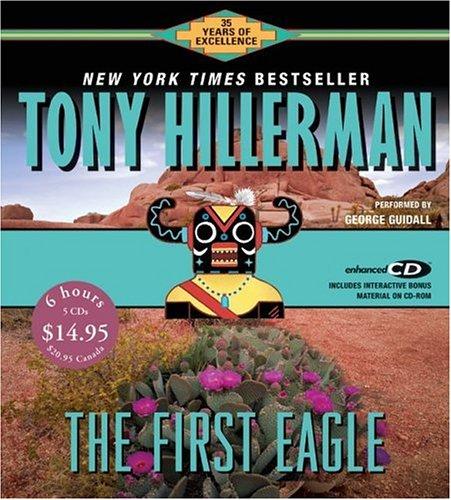 35
YEARS OF
EXCELLENCE
NEW YORK TIMES BESTSELLER
TONY HILLERMAN
PERFORMED BY
GEORGE GUIDALL
enhanced CD™
INCLUDES INTERACTIVE BONUS
MATERIAL ON CD-ROM
6 hours
5 CDs
$14.95
$20.95 Canada
THE FIRST EAGLE